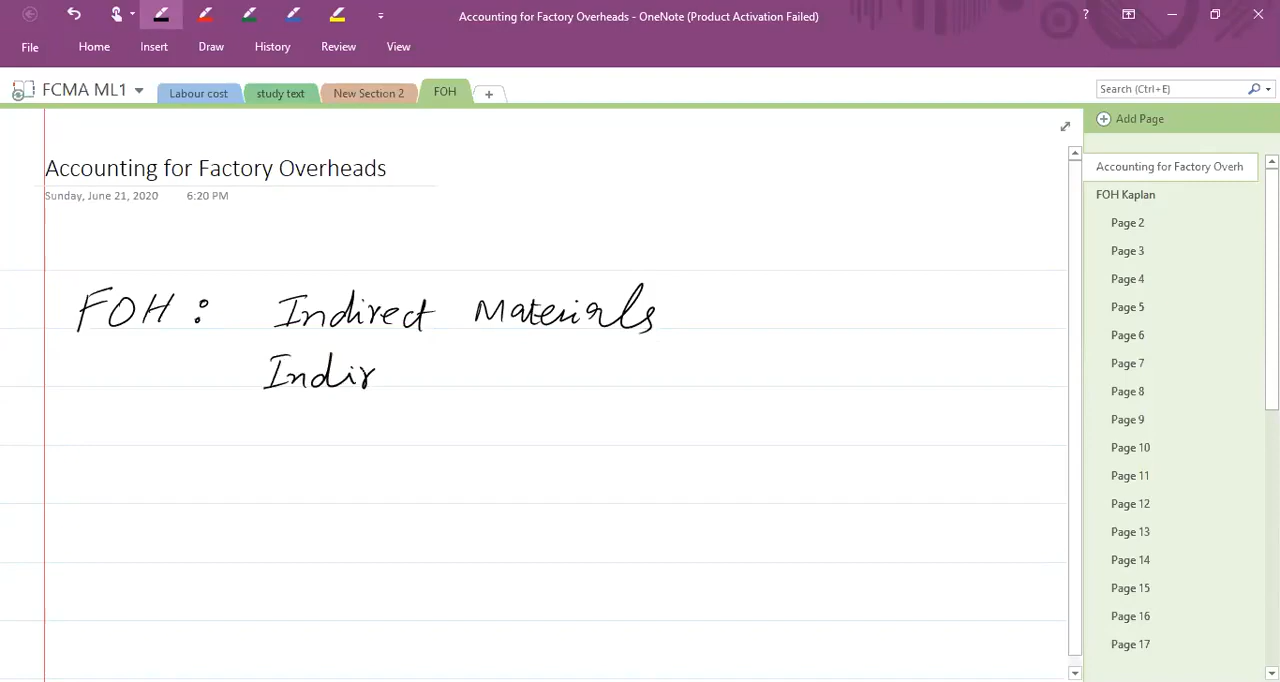 Accounting for Factory Overheads - OneNote (Product Activation Failed)
?
File Home Insert Draw History Review View
FCMA ML1 Labour cost study text New Section 2 FOH +
Search (Ctrl+E)
Add Page
Accounting for Factory Overheads
Sunday, June 21, 2020 6:20 PM
FOH : Indirect Materials
Indir
Accounting for Factory Overh
FOH Kaplan
Page 2
Page 3
Page 4
Page 5
Page 6
Page 7
Page 8
Page 9
Page 10
Page 11
Page 12
Page 13
Page 14
Page 15
Page 16
Page 17